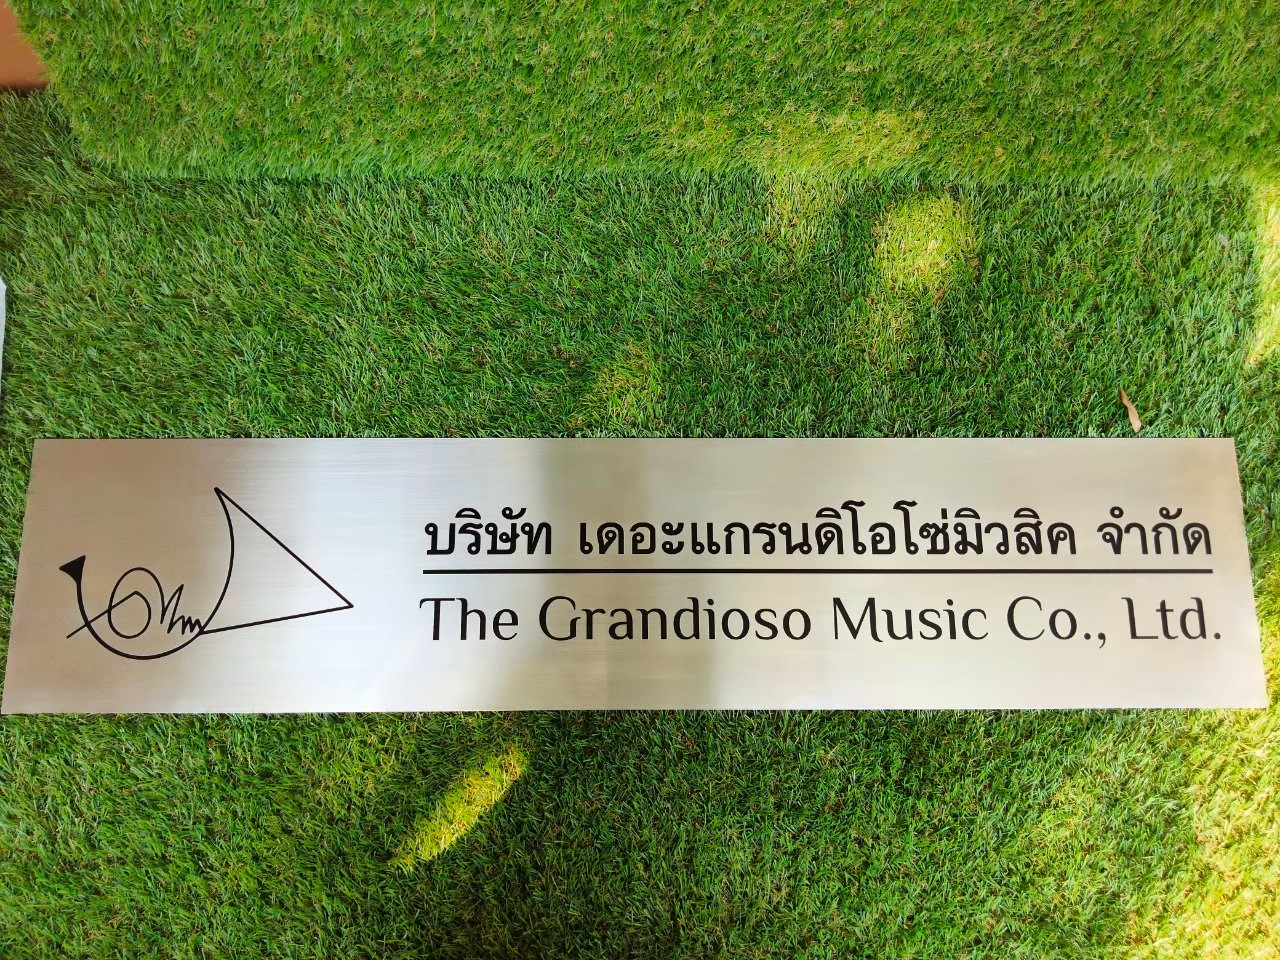 บริษัท เดอะแกรนดิโอโซ่มิวสิค จำกัด
The Grandioso Music Co., Ltd.